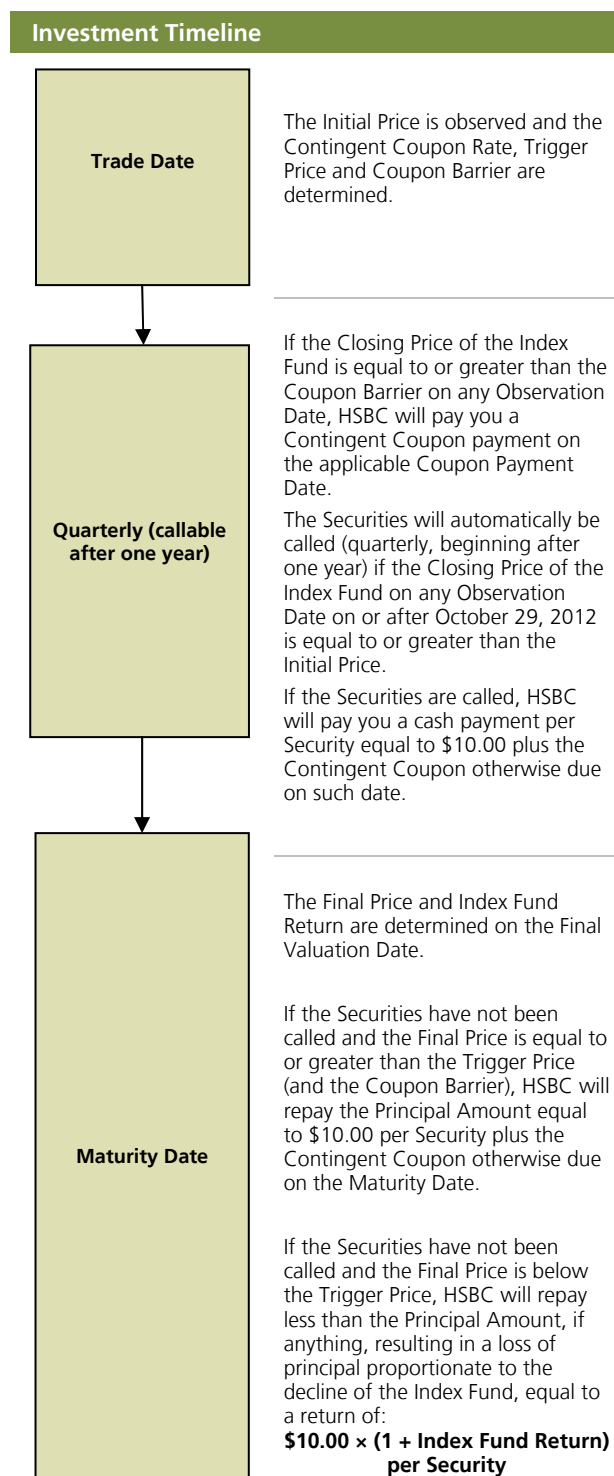 Investment Timeline
Trade Date
The Initial Price is observed and the
Contingent Coupon Rate, Trigger
Price and Coupon Barrier are
determined.
Quarterly (callable
after one year)
If the Closing Price of the Index
Fund is equal to or greater than the
Coupon Barrier on any Observation
Date, HSBC will pay you a
Contingent Coupon payment on
the applicable Coupon Payment
Date.
The Securities will automatically be
called (quarterly, beginning after
one year) if the Closing Price of the
Index Fund on any Observation
Date on or after October 29, 2012
is equal to or greater than the
Initial Price.
If the Securities are called, HSBC
will pay you a cash payment per
Security equal to $10.00 plus the
Contingent Coupon otherwise due
on such date.
Maturity Date
The Final Price and Index Fund
Return are determined on the Final
Valuation Date.
If the Securities have not been
called and the Final Price is equal to
or greater than the Trigger Price
(and the Coupon Barrier), HSBC will
repay the Principal Amount equal
to $10.00 per Security plus the
Contingent Coupon otherwise due
on the Maturity Date.
If the Securities have not been
called and the Final Price is below
the Trigger Price, HSBC will repay
less than the Principal Amount, if
anything, resulting in a loss of
principal proportionate to the
decline of the Index Fund, equal to
a return of:
$10.00 × (1 + Index Fund Return)
per Security